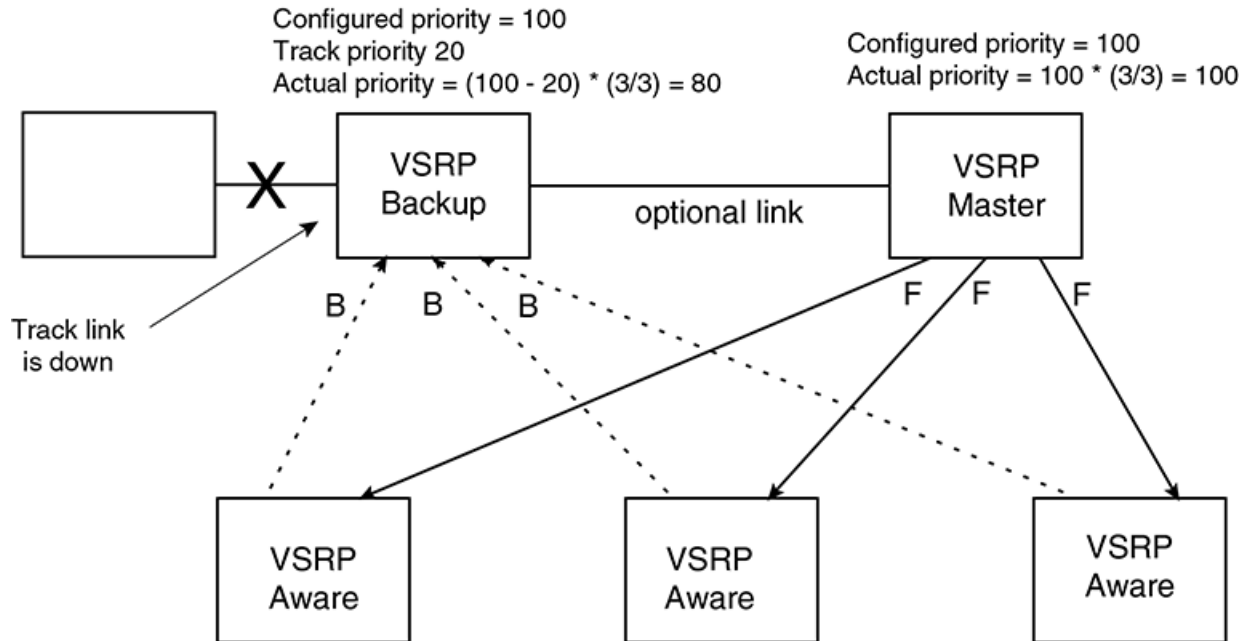 Configured priority = 100
Track priority 20
Actual priority = (100 - 20) * (3/3) = 80
Configured priority = 100
Actual priority = 100 * (3/3) = 100
X
VSRP
Backup
optional link
VSRP
Master
Track link
is down
B
B
B
F
F
F
VSRP
Aware
VSRP
Aware
VSRP
Aware